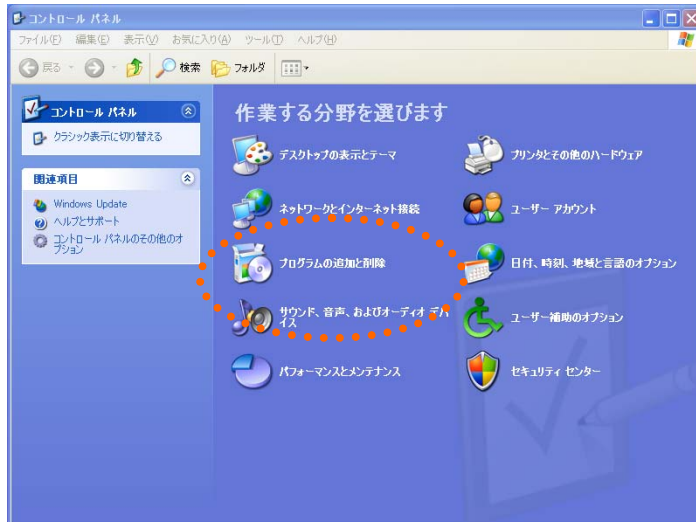 コントロール パネル
ファイル(F) 編集(E) 表示(V) お気に入り(A) ツール(T) ヘルプ(H)
戻る 検索 フォルダ
コントロール パネル
クラシック表示に切り替える
関連項目
Windows Update
ヘルプとサポート
コントロール パネルのその他のオ
プション
作業する分野を選びます
デスクトップの表示とテーマ
プリンタとその他のハードウェア
ネットワークとインターネット接続
ユーザー アカウント
プログラムの追加と削除
日付、時刻、地域と言語のオプション
サウンド、音声、およびオーディオ デバ
イス
ユーザー補助のオプション
パフォーマンスとメンテナンス
セキュリティ センター